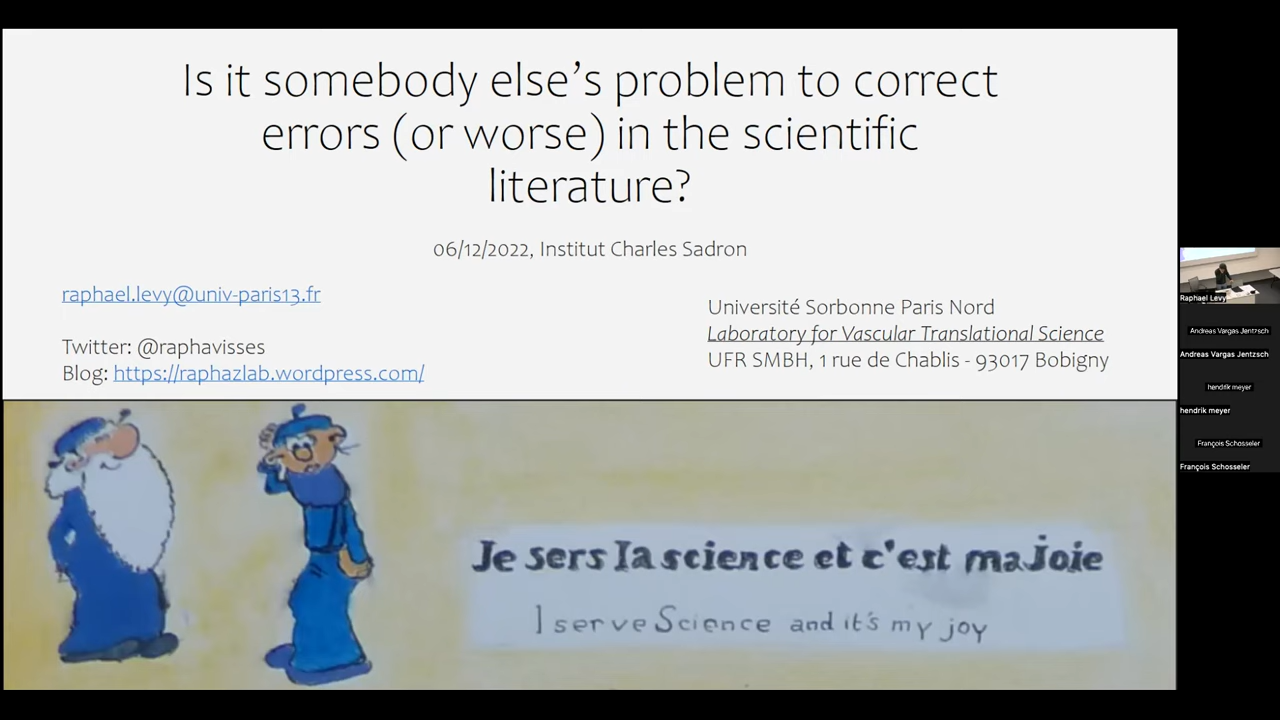 Is it somebody else's problem to correct
errors (or worse) in the scientific
literature?
06/12/2022, Institut Charles Sadron
raphael.levy@univ-paris13.fr
Twitter: @raphavisses
Blog: https://raphazlab.wordpress.com/
Université Sorbonne Paris Nord
Laboratory for Vascular Translational Science
UFR SMBH, 1 rue de Chablis - 93017 Bobigny
Je sers la science et c'est ma joie
I serve Science and it's my joy
Raphael Levy
Andreas Vargas Jentzsch
Andreas Vargas Jentzsch
hendrik meyer
hendrik meyer
François Schosseler
François Schosseler